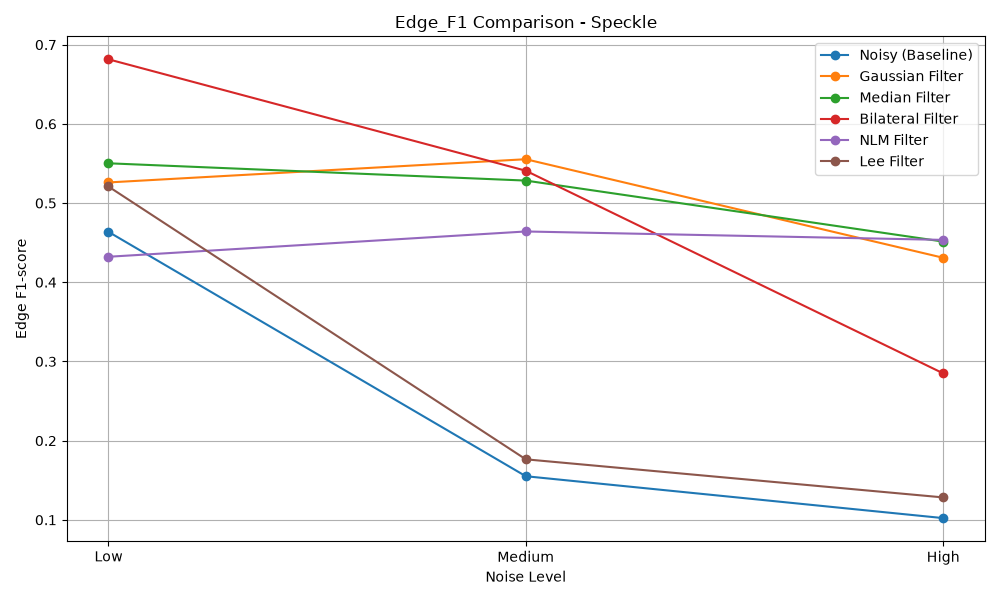 Edge_F1 Comparison - Speckle
Noisy (Baseline)
Gaussian Filter
Median Filter
Bilateral Filter
NLM Filter
Lee Filter
Edge F1-score
0.7
0.6
0.5
0.4
0.3
0.2
0.1
Low
Medium
High
Noise Level